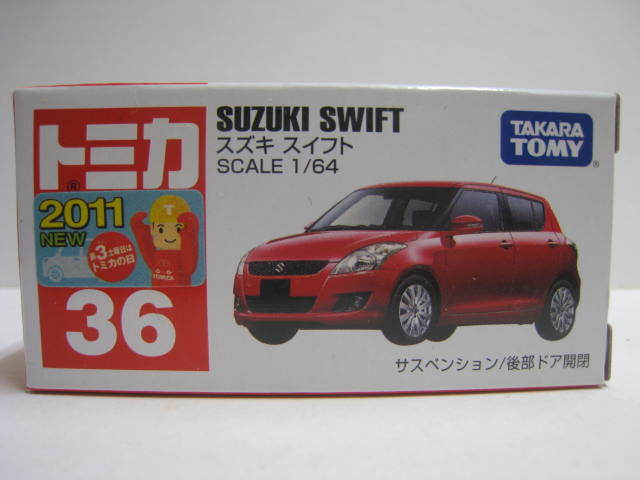 トミカ
®
2011
NEW
第3土曜日は
トミカの日
T
TOMICA
36
SUZUKI SWIFT
スズキ スイフト
SCALE 1/64
TAKARA
TOMY
®
サスペンション/後部ドア開閉